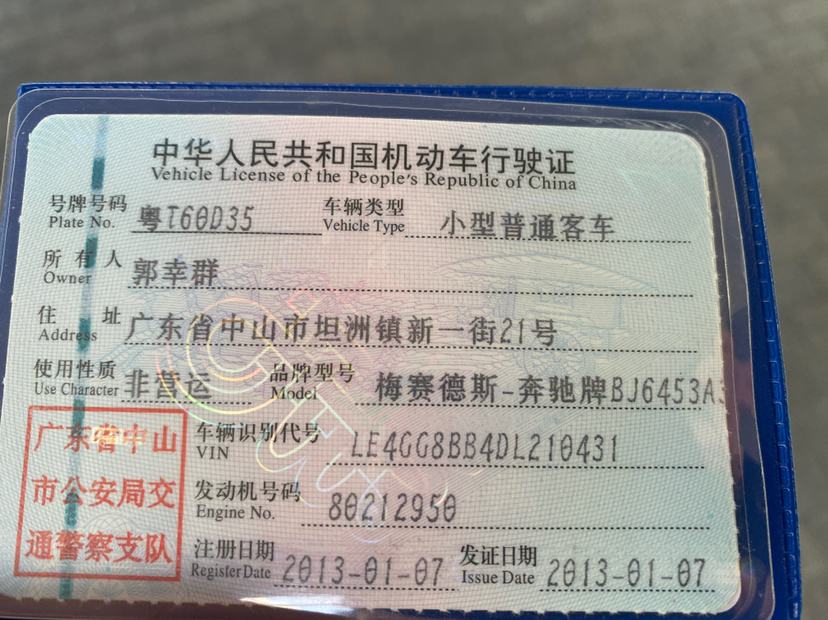 中华人民共和国机动车行驶证
Vehicle License of the People's Republic of China
号牌号码 粤T60D35 车辆类型 小型普通客车
Plate No. Vehicle Type
所有人 郭幸群
Owner
住址 广东省中山市坦洲镇新一街21号
Address
使用性质 非营运 品牌型号 梅赛德斯-奔驰牌BJ6453A3
Use Character Model
广东省中山 车辆识别代号 LE4GG8BB4DL210431
VIN
市公安局交 发动机号码 80212950
Engine No.
通警察支队 注册日期 2013-01-07 发证日期 2013-01-07
Register Date Issue Date